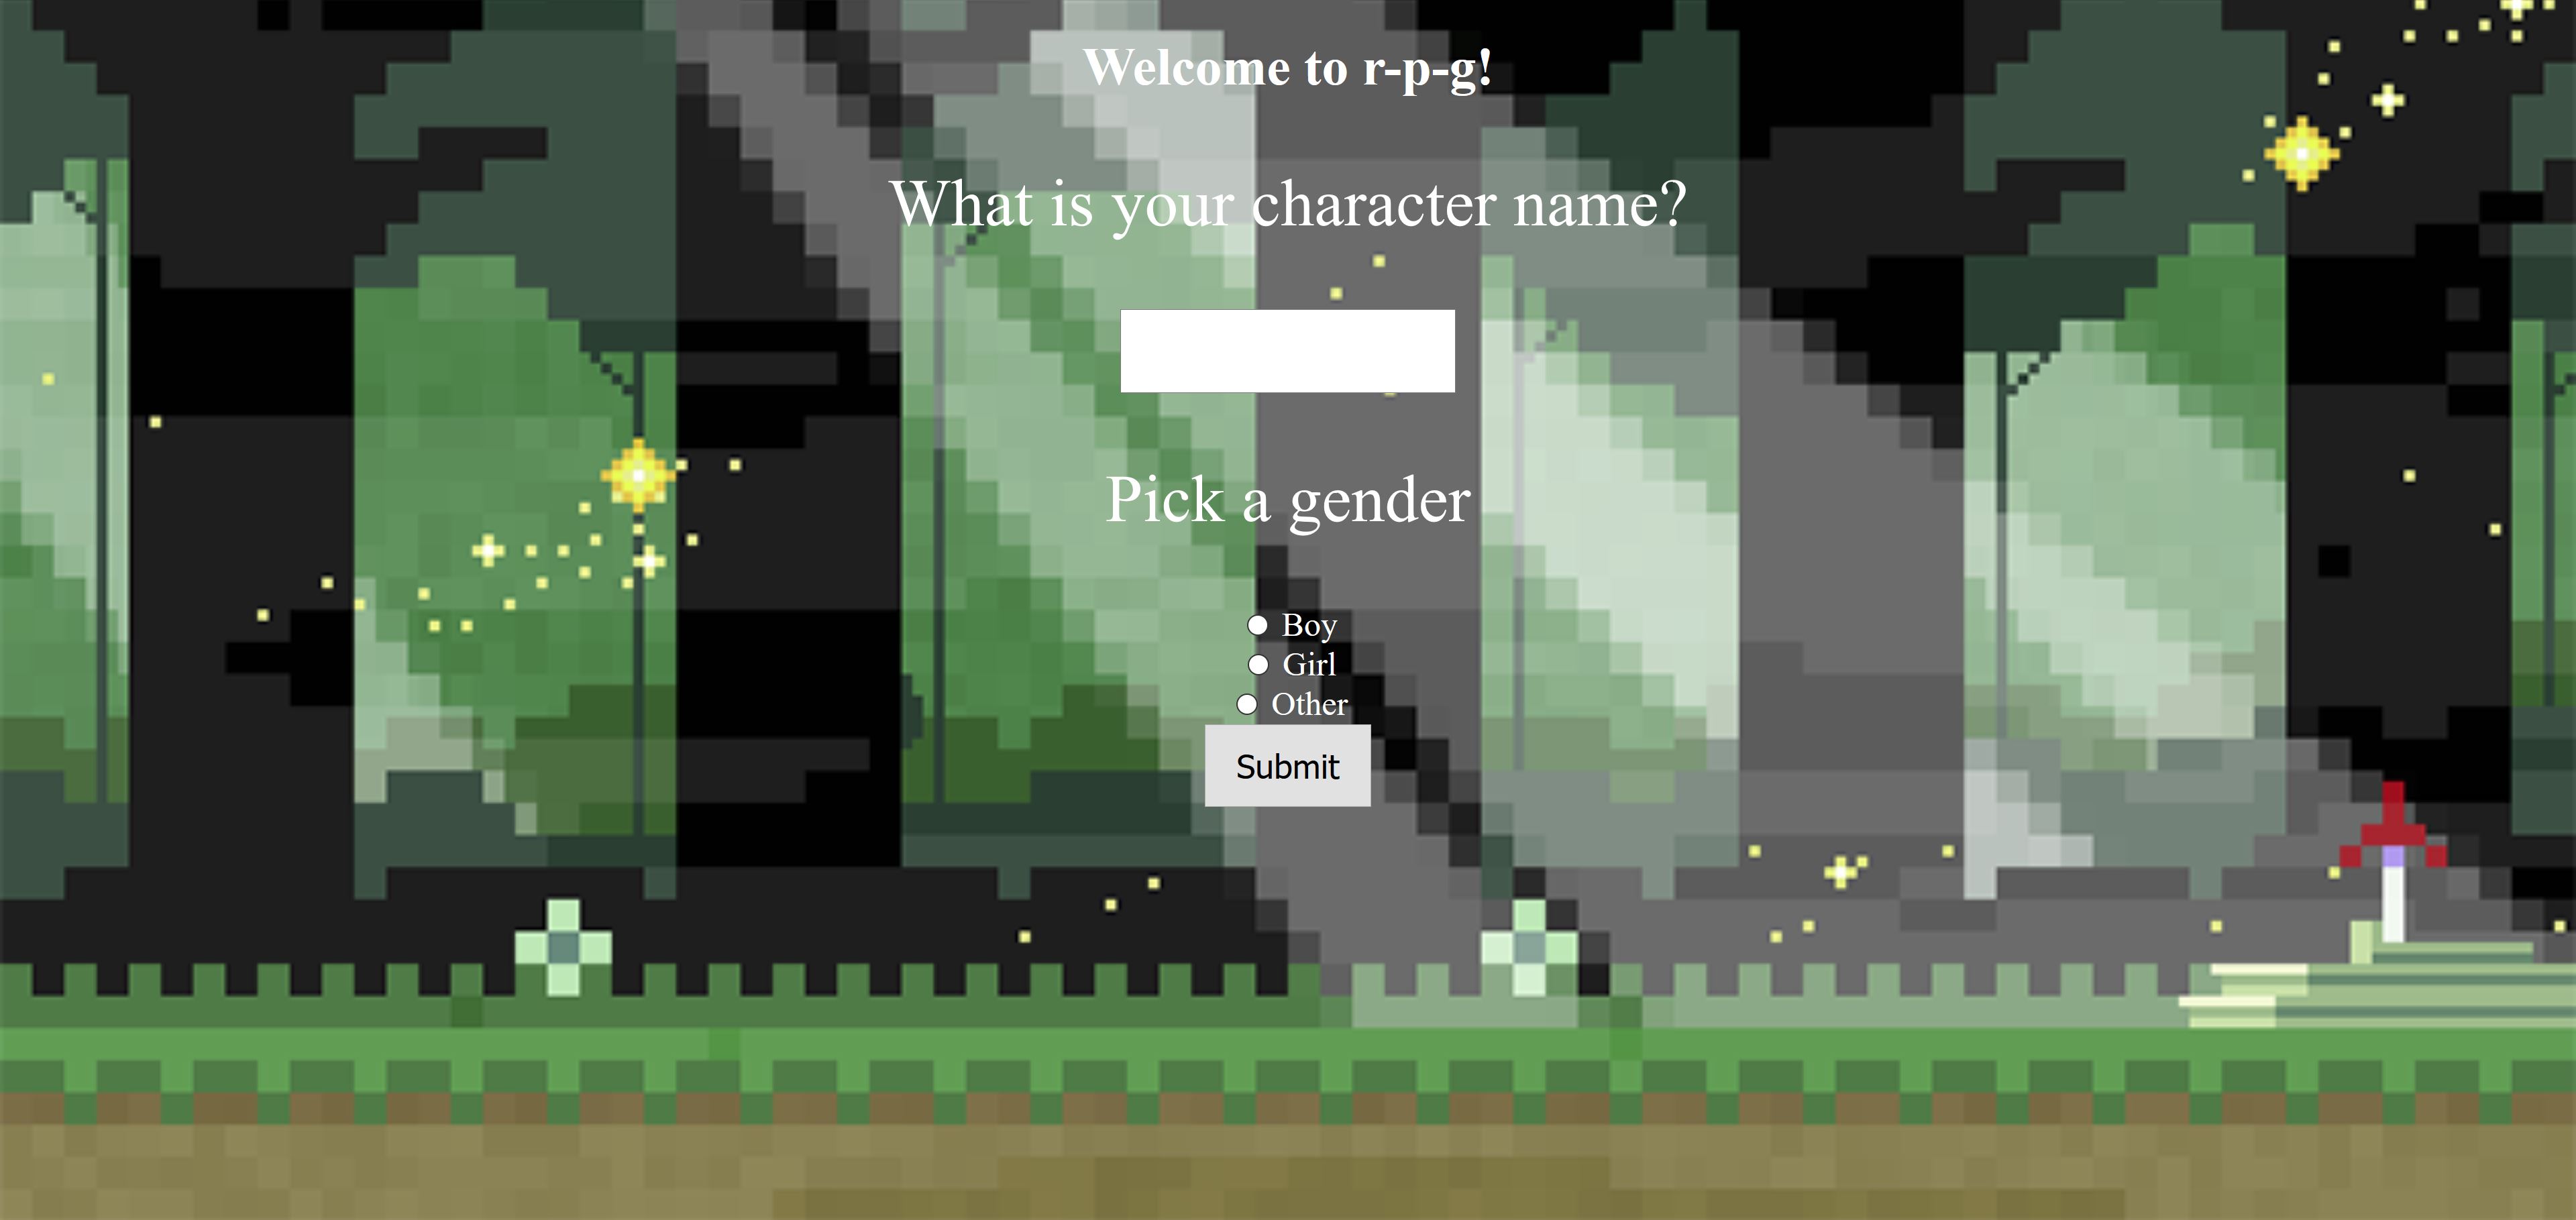 Welcome to r-p-g!
What is your character name?
Pick a gender
Boy
Girl
Other
Submit